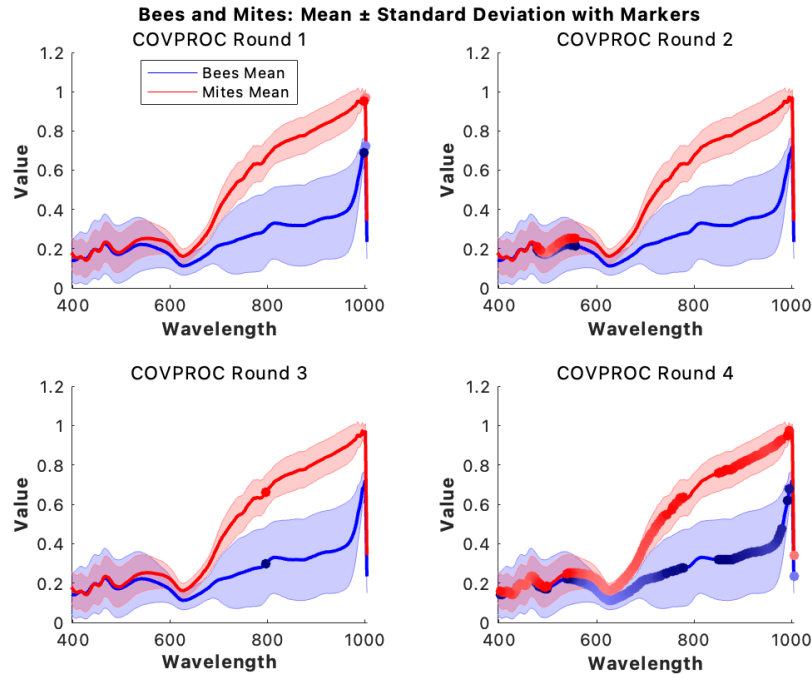 Bees and Mites: Mean ± Standard Deviation with Markers
COVPROC Round 1
1.2
1
0.8
0.6
0.4
0.2
0
Value
Bees Mean
Mites Mean
400 600 800 1000
Wavelength
COVPROC Round 2
1.2
1
0.8
0.6
0.4
0.2
0
Value
400 600 800 1000
Wavelength
COVPROC Round 3
1.2
1
0.8
0.6
0.4
0.2
0
Value
400 600 800 1000
Wavelength
COVPROC Round 4
1.2
1
0.8
0.6
0.4
0.2
0
Value
400 600 800 1000
Wavelength